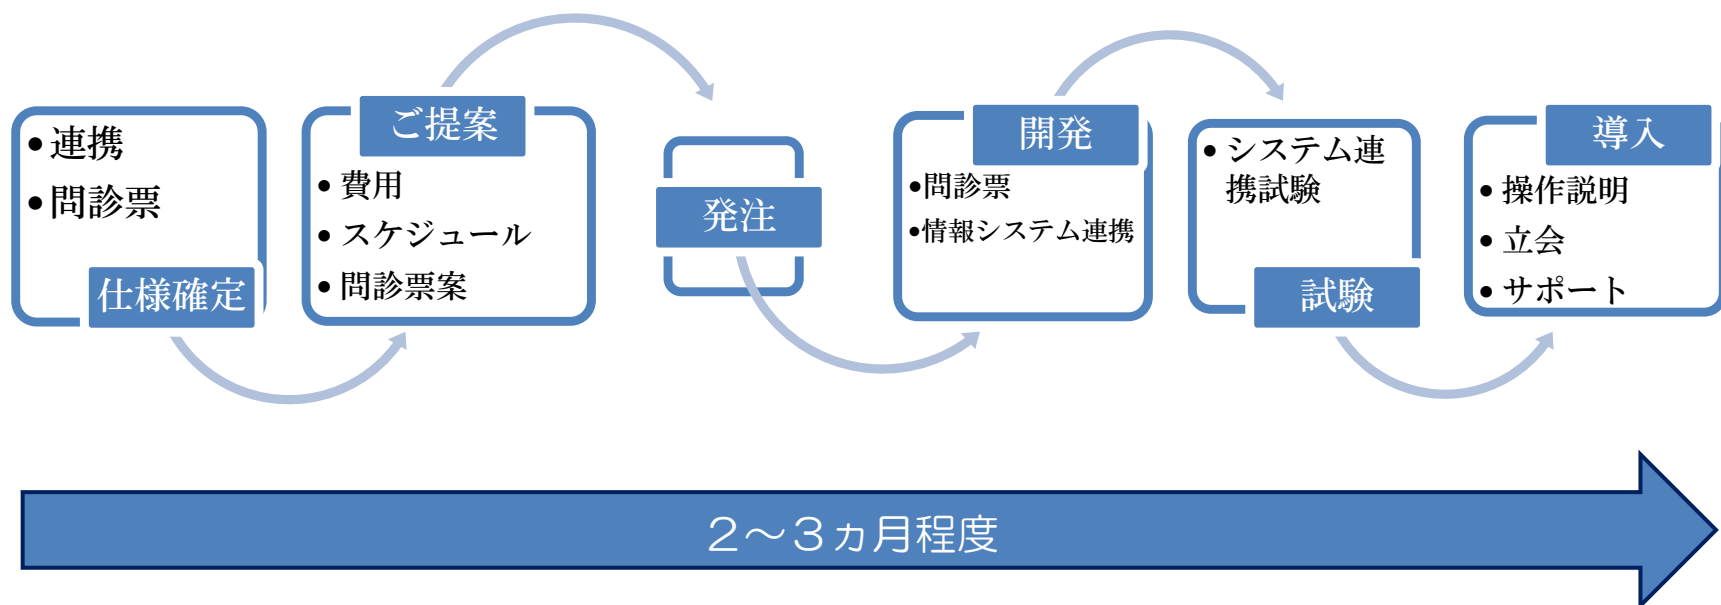 • 連携
• 問診票
仕様確定
ご提案
• 費用
• スケジュール
• 問診票案
発注
開発
•問診票
•情報システム連携
• システム連
携試験
試験
導入
• 操作説明
• 立会
• サポート
２～３ヵ月程度